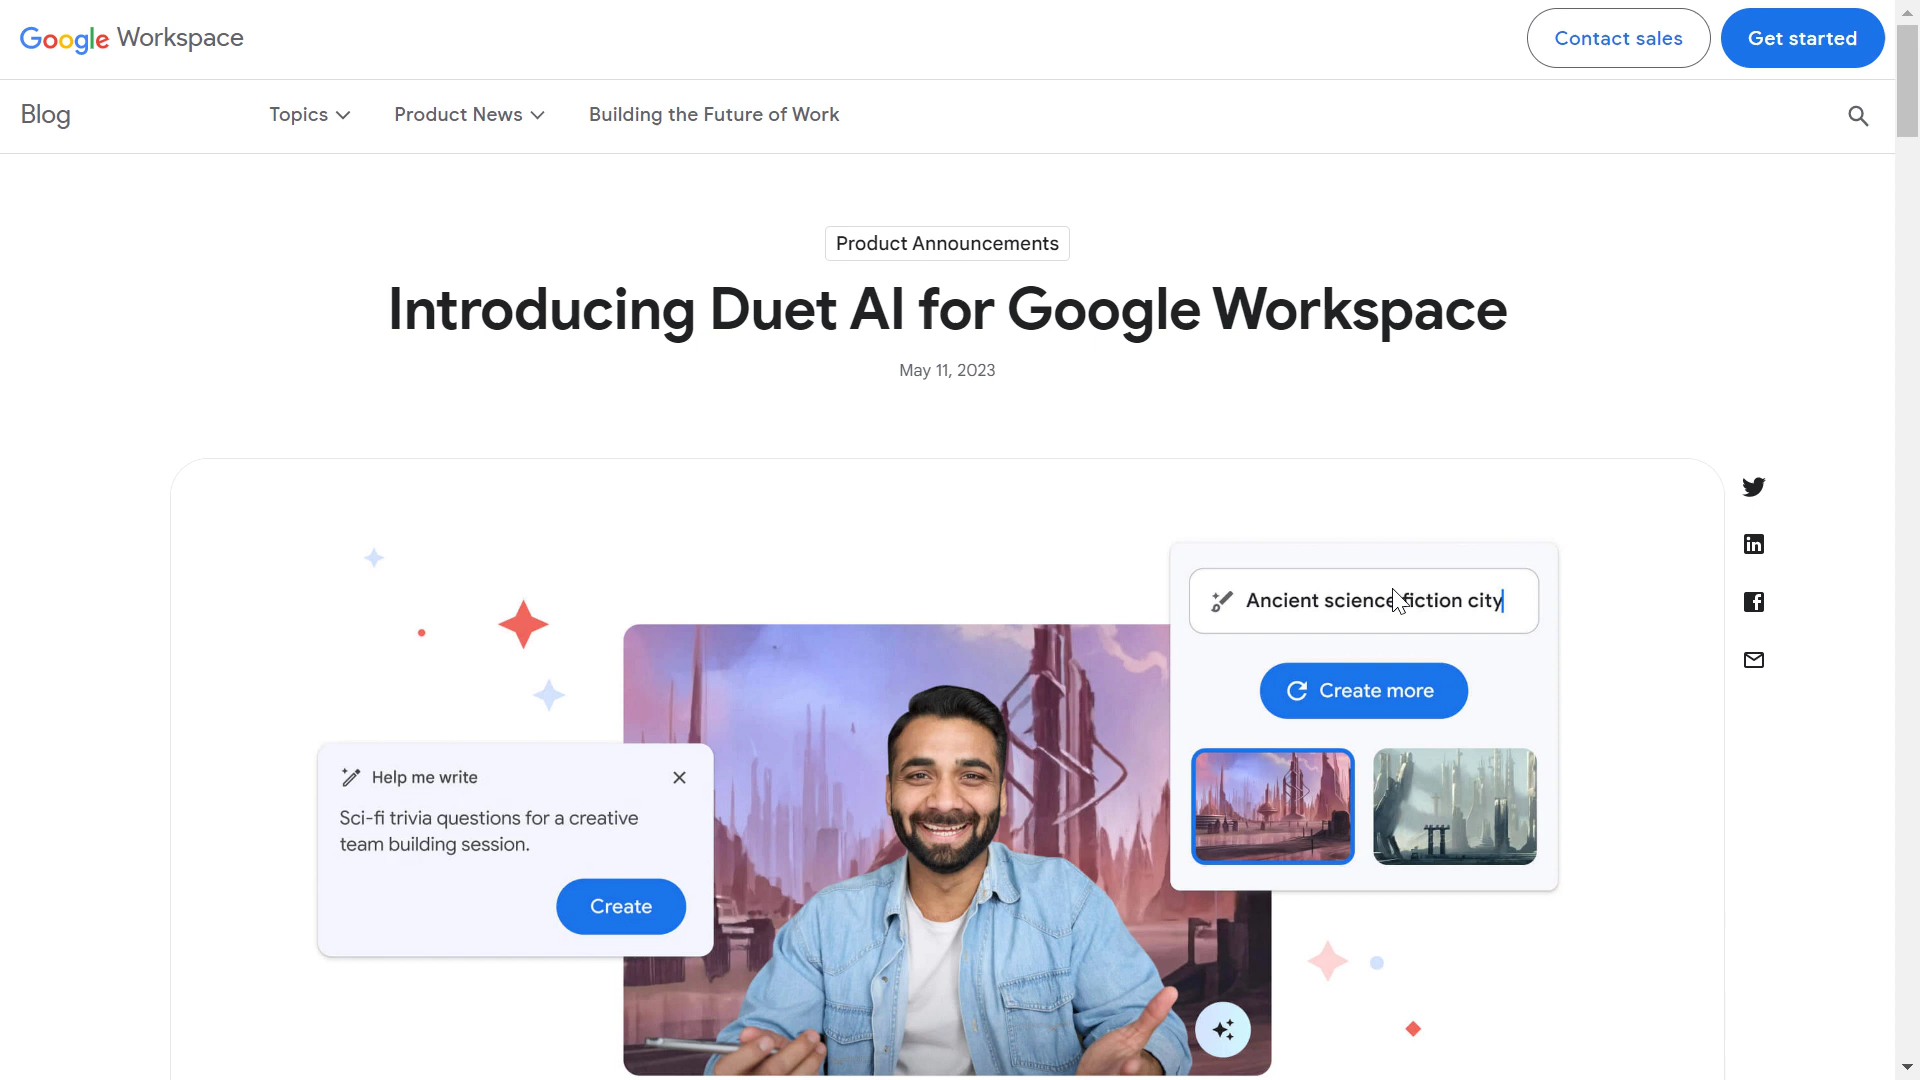 Google Workspace
Contact sales
Get started
Blog
Topics
Product News
Building the Future of Work
Product Announcements
Introducing Duet AI for Google Workspace
May 11, 2023
Ancient science fiction city
Create more
Help me write
Sci-fi trivia questions for a creative
team building session.
Create